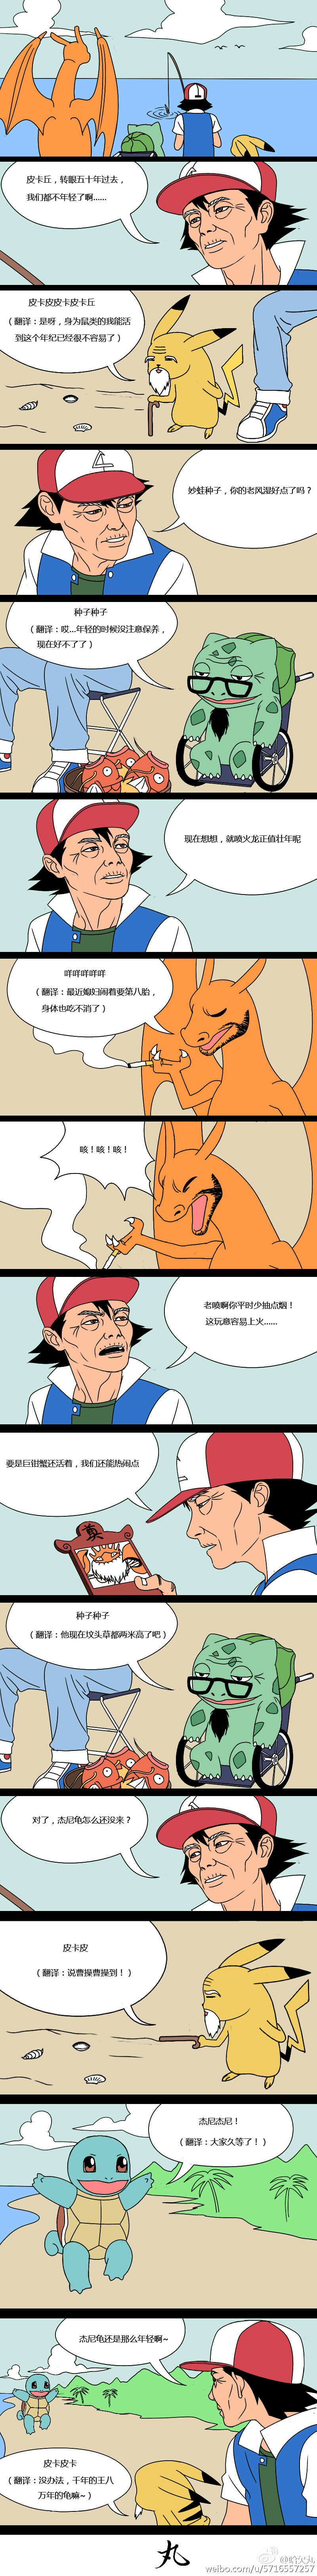 皮卡丘，转眼五十年过去，
我们都不年轻了啊……
皮卡皮皮卡皮卡丘
（翻译：是呀，身为鼠类的我能活
到这个年纪已经很不容易了）
妙蛙种子，你的老风湿好点了吗？
种子种子
（翻译：哎...年轻的时候没注意保养，
现在好不了了）
现在想想，就喷火龙正值壮年呢
咩咩咩咩咩
（翻译：最近媳妇闹着要第八胎，
身体也吃不消了）
咳！咳！咳！
老喷啊你平时少抽点烟！
这玩意容易上火……
要是巨钳蟹还活着，我们还能热闹点
奠
种子种子
（翻译：他现在坟头草都两米高了吧）
对了，杰尼龟怎么还没来？
皮卡皮
（翻译：说曹操曹操到！）
杰尼杰尼！
（翻译：大家久等了！）
杰尼龟还是那么年轻啊~
皮卡皮卡
（翻译：没办法，千年的王八
万年的龟嘛~）
丸
weibo.com/u/5716557257